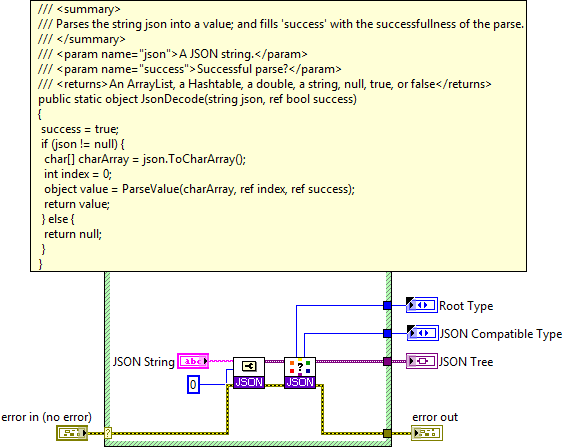 /// <summary>
/// Parses the string json into a value; and fills 'success' with the successfullness of the parse.
/// </summary>
/// <param name="json">A JSON string.</param>
/// <param name="success">Successful parse?</param>
/// <returns>An ArrayList, a Hashtable, a double, a string, null, true, or false</returns>
public static object JsonDecode(string json, ref bool success)
{
success = true;
if (json != null) {
char[] charArray = json.ToCharArray();
int index = 0;
object value = ParseValue(charArray, ref index, ref success);
return value;
} else {
return null;
}
}
Root Type
JSON Compatible Type
JSON String
abc
?
JSON Tree
0
JSON
JSON
error in (no error)
?
error out